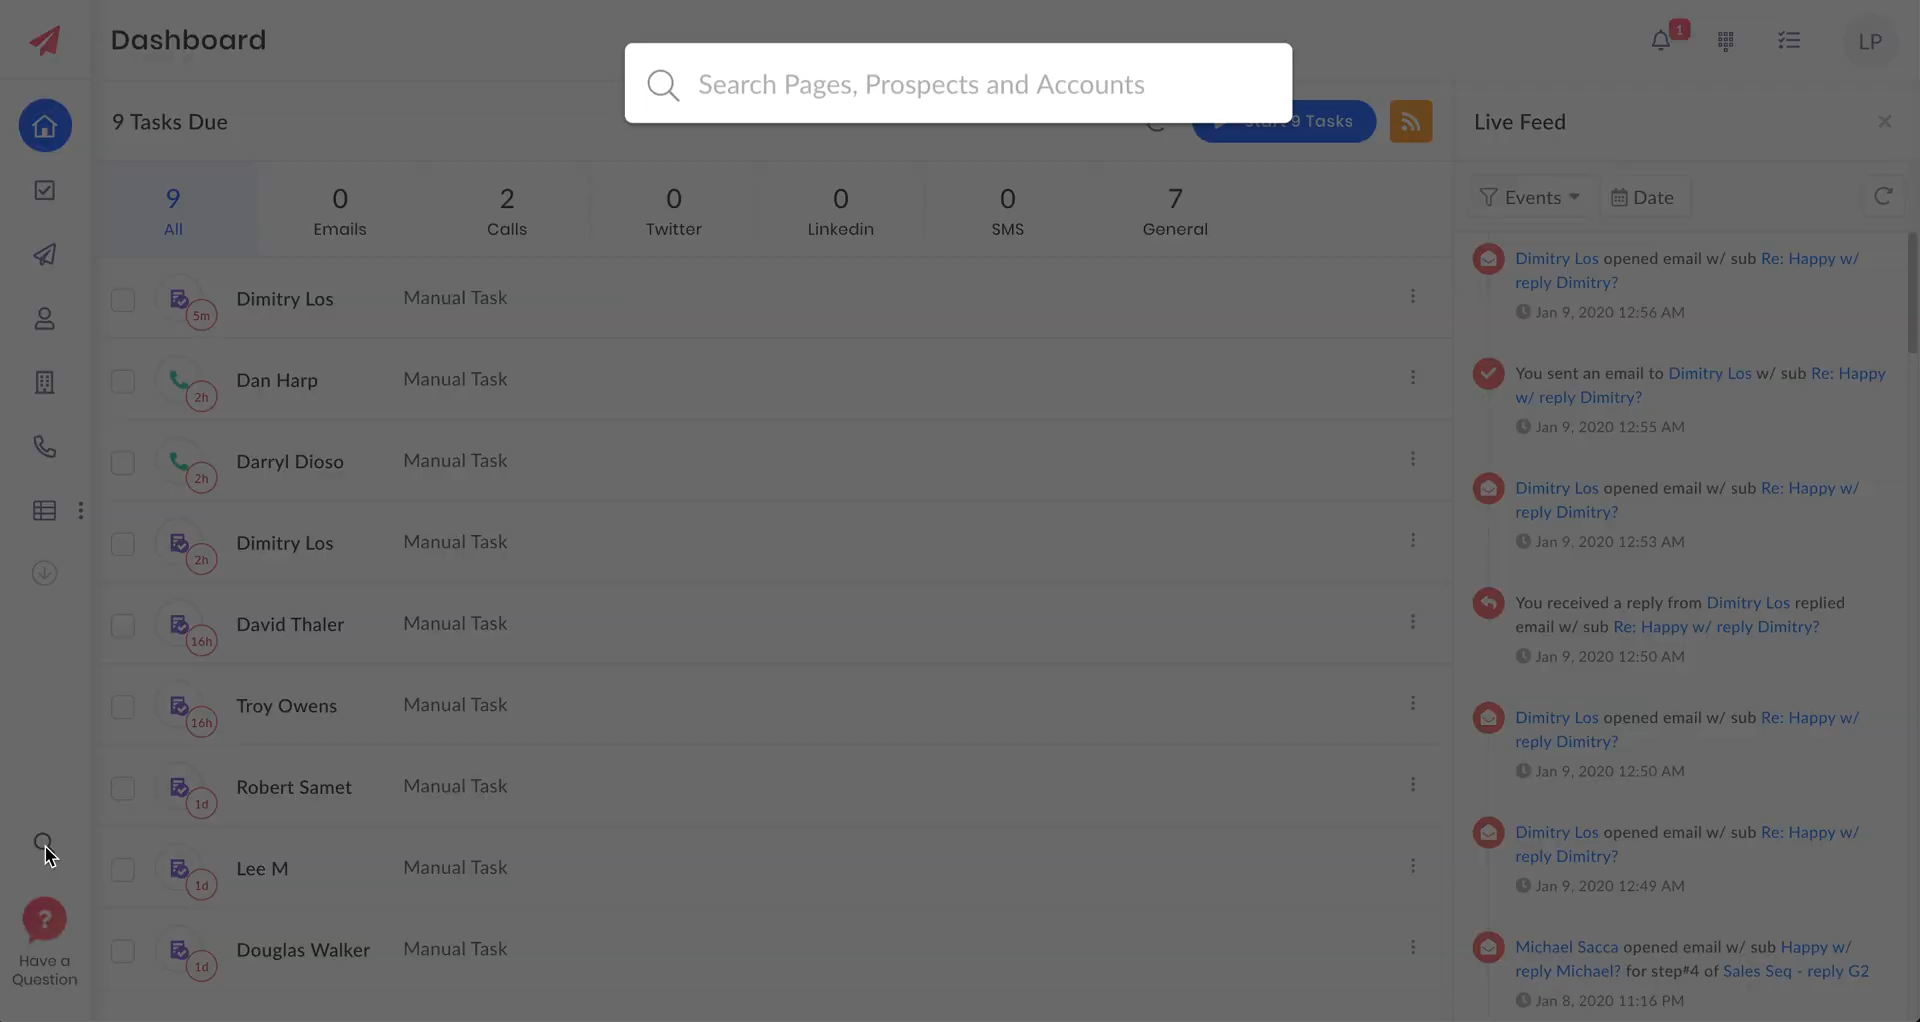 Dashboard
Search Pages, Prospects and Accounts
1
LP
9 Tasks Due
Start 9 Tasks
9
All
0
Emails
2
Calls
0
Twitter
0
Linkedin
0
SMS
7
General
5m
Dimitry Los
Manual Task
2h
Dan Harp
Manual Task
2h
Darryl Dioso
Manual Task
2h
Dimitry Los
Manual Task
16h
David Thaler
Manual Task
16h
Troy Owens
Manual Task
1d
Robert Samet
Manual Task
1d
Lee M
Manual Task
1d
Douglas Walker
Manual Task
?
Have a
Question
Live Feed
Events
Date
Dimitry Los opened email w/ sub Re: Happy w/
reply Dimitry?
Jan 9, 2020 12:56 AM
You sent an email to Dimitry Los w/ sub Re: Happy
w/ reply Dimitry?
Jan 9, 2020 12:55 AM
Dimitry Los opened email w/ sub Re: Happy w/
reply Dimitry?
Jan 9, 2020 12:53 AM
You received a reply from Dimitry Los replied
email w/ sub Re: Happy w/ reply Dimitry?
Jan 9, 2020 12:50 AM
Dimitry Los opened email w/ sub Re: Happy w/
reply Dimitry?
Jan 9, 2020 12:50 AM
Dimitry Los opened email w/ sub Re: Happy w/
reply Dimitry?
Jan 9, 2020 12:49 AM
Michael Sacca opened email w/ sub Happy w/
reply Michael? for step#4 of Sales Seq - reply G2
Jan 8, 2020 11:16 PM